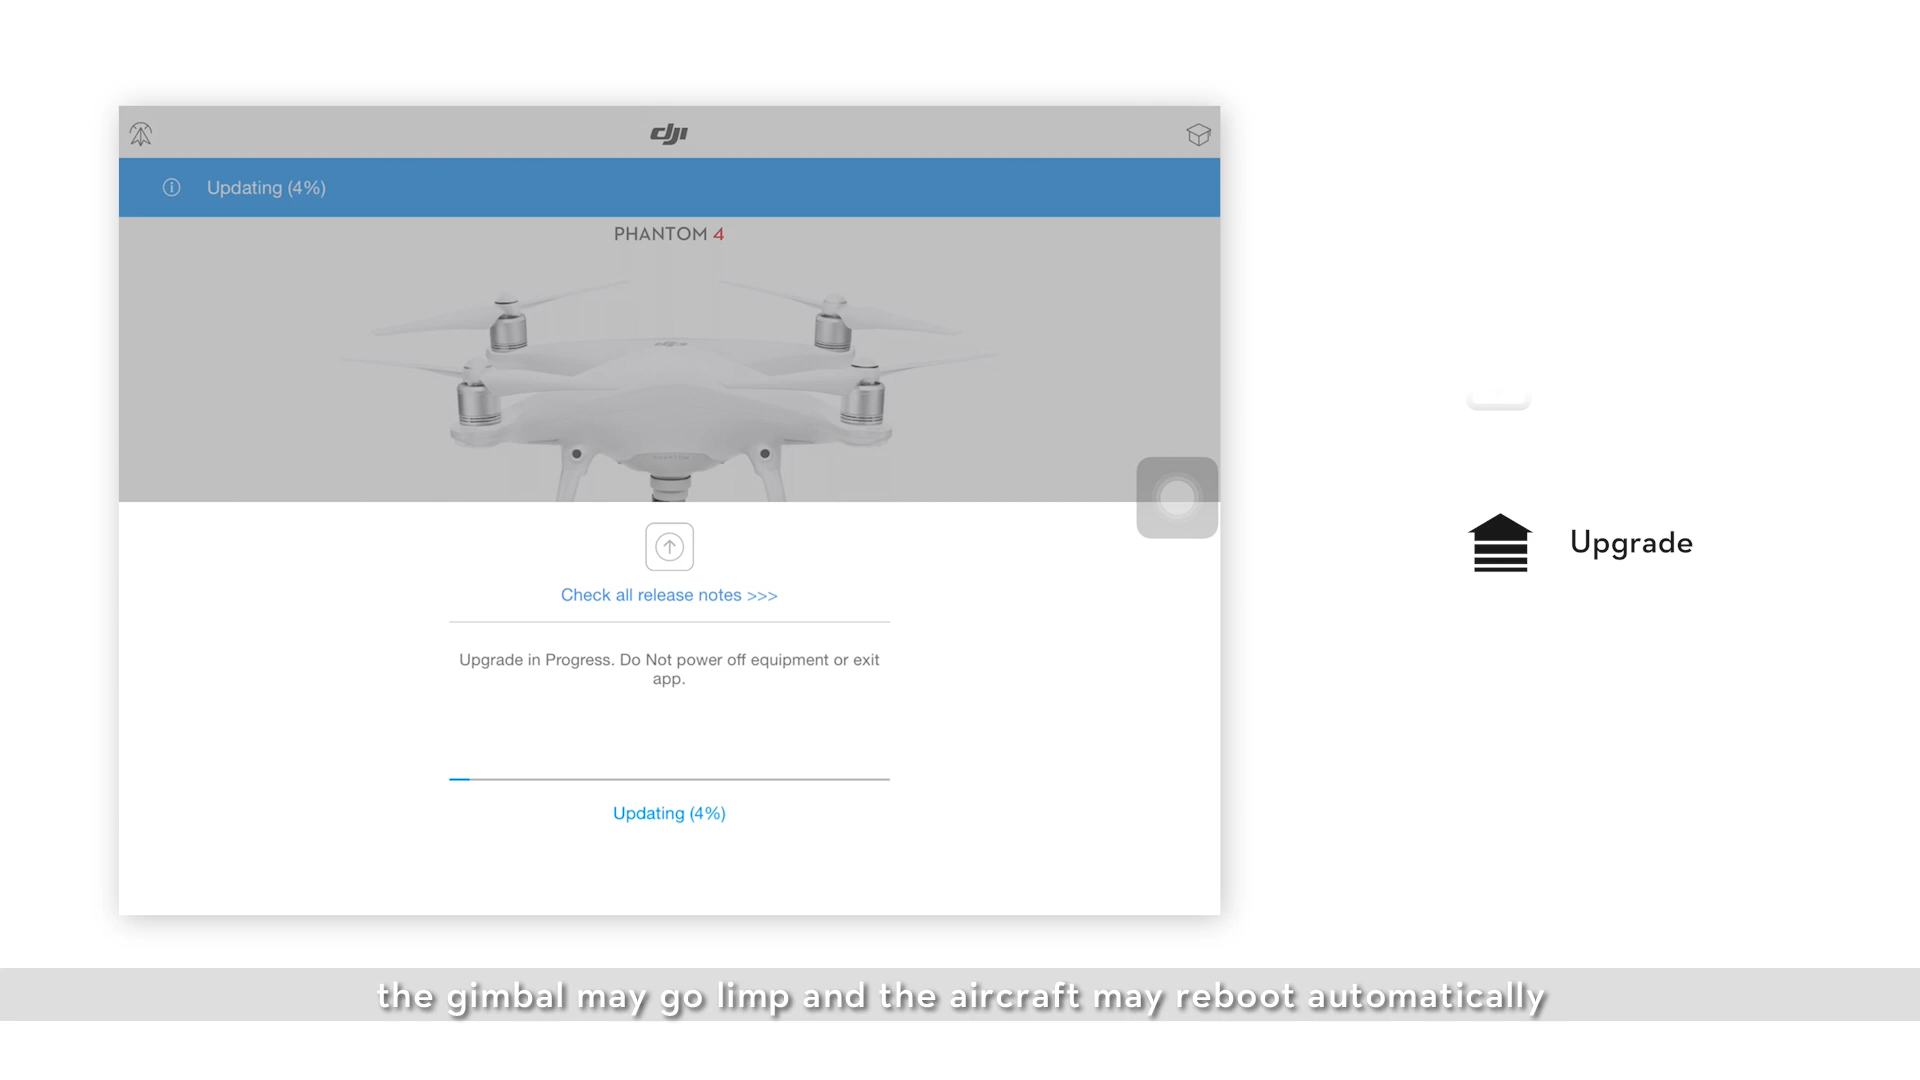 dji
Updating (4%)
PHANTOM 4
Check all release notes >>>
Upgrade in Progress. Do Not power off equipment or exit
app.
Updating (4%)
Upgrade
the gimbal may go limp and the aircraft may reboot automatically